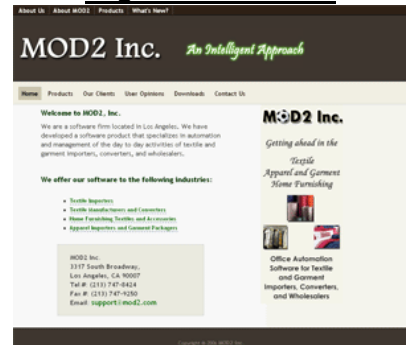 About Us About MOD2 Products What's New?
MOD2 Inc. An Intelligent Approach
Home Products Our Clients User Opinions Downloads Contact Us
Welcome to MOD2, Inc.
We are a software firm located in Los Angeles. We have
developed a software product that specializes in automation
and management of the day to day activities of textile and
garment importers, converters, and wholesalers.
We offer our software to the following industries:
Textile Importers
Textile Manufacturers and Converters
Home Furnishing Textiles and Accessories
Apparel Importers and Garment Packagers
MOD2 Inc.
3317 South Broadway,
Los Angeles, CA 90007
Tel #: (213) 747-8424
Fax #: (213) 747-9250
Email: support@mod2.com
MOD2 Inc.
Getting ahead in the
Textile
Apparel and Garment
Home Furnishing
Office Automation
Software for Textile
and Garment
Importers, Converters,
and Wholesalers